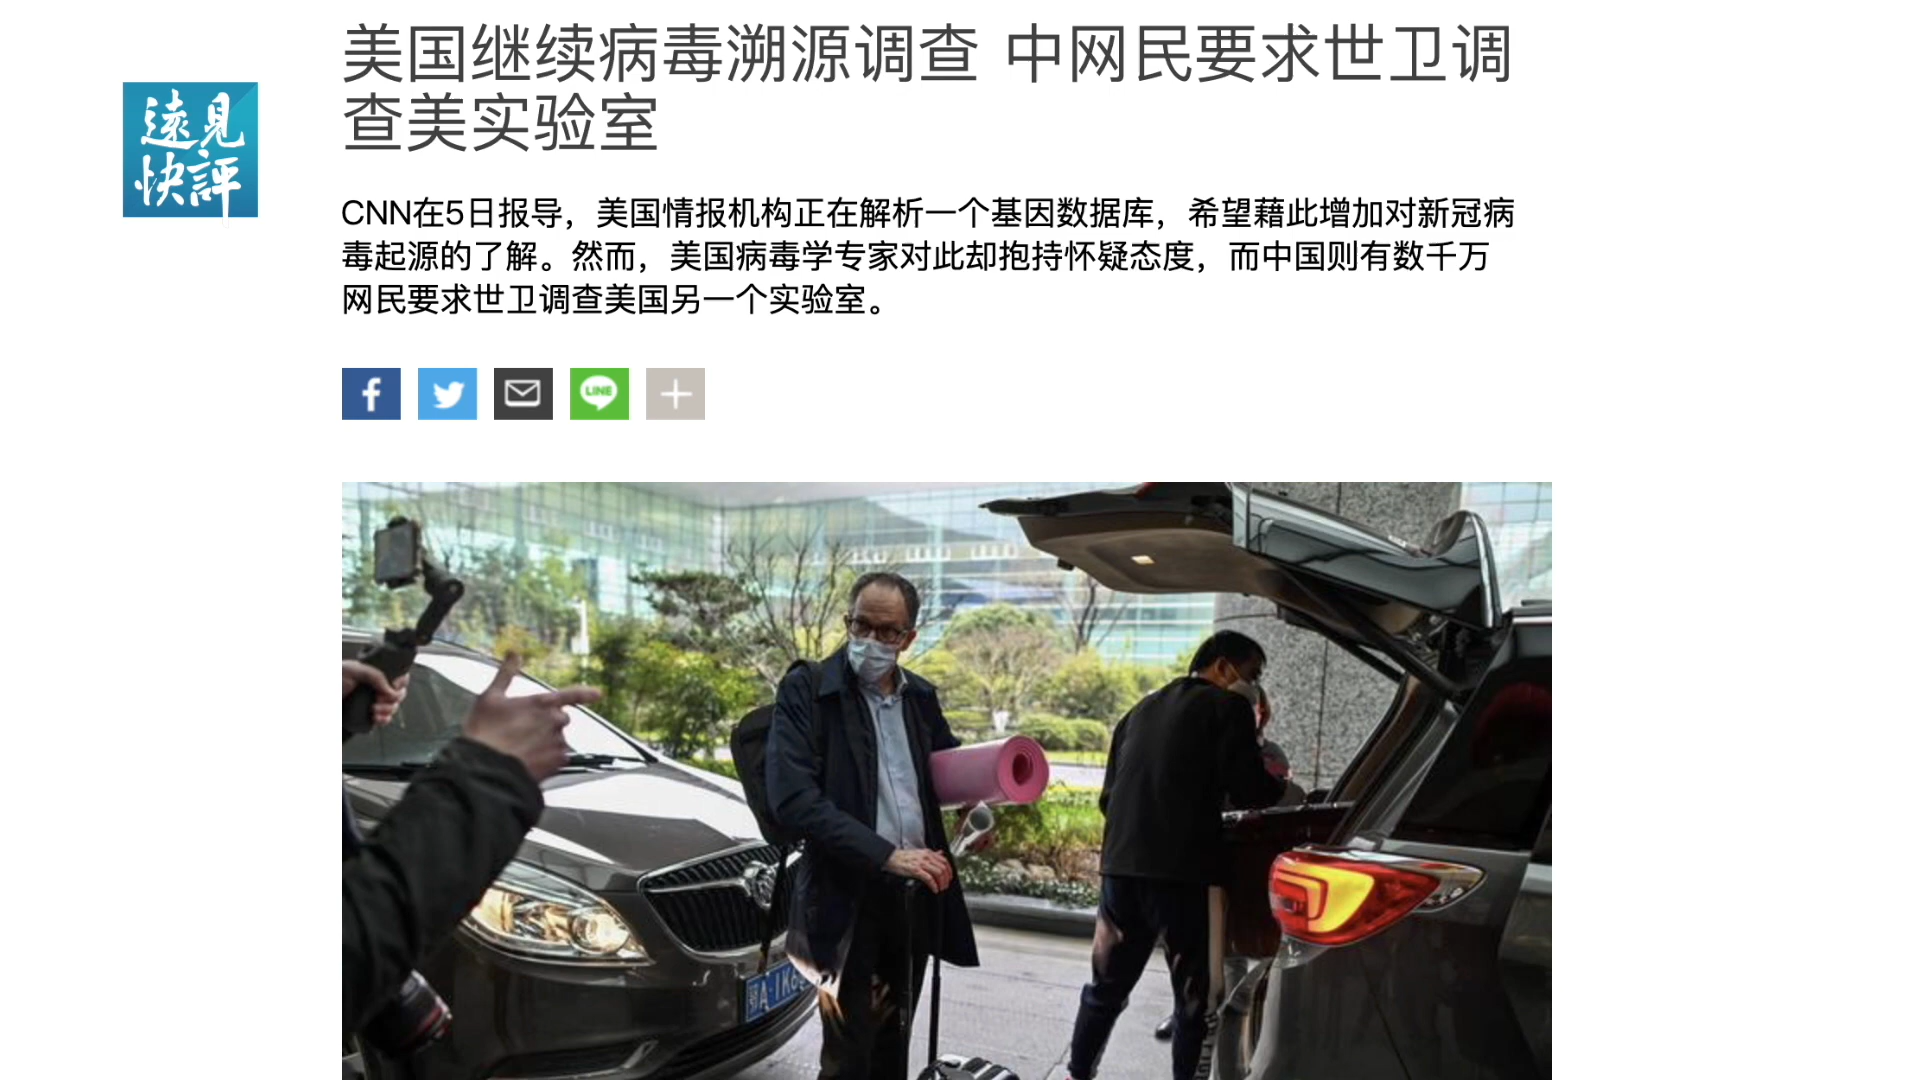 美国继续病毒溯源调查 中网民要求世卫调
查美实验室
遠見
快評
CNN在5日报导，美国情报机构正在解析一个基因数据库，希望藉此增加对新冠病
毒起源的了解。然而，美国病毒学专家对此却抱持怀疑态度，而中国则有数千万
网民要求世卫调查美国另一个实验室。
LINE